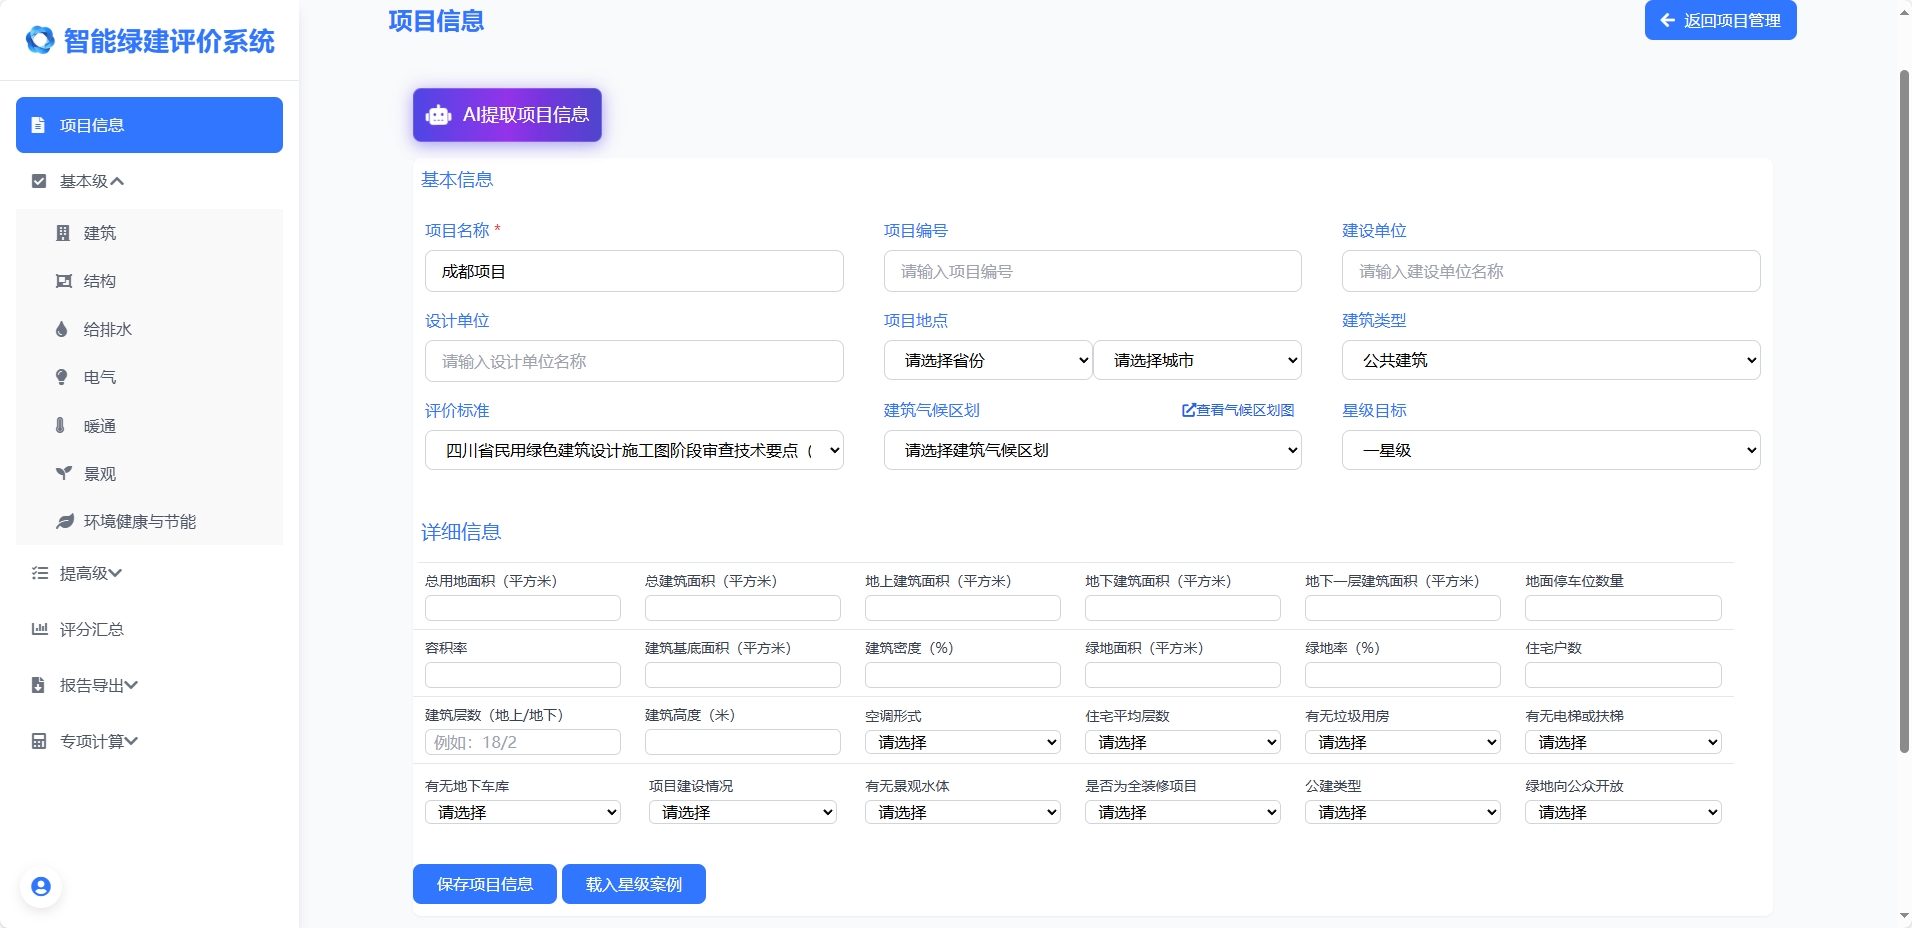 智能绿建评价系统
项目信息
返回项目管理
项目信息
基本级
建筑
结构
给排水
电气
暖通
景观
环境健康与节能
提高级
评分汇总
报告导出
专项计算
AI提取项目信息
基本信息
项目名称 * 项目编号 建设单位
成都项目 请输入项目编号 请输入建设单位名称
设计单位 项目地点 建筑类型
请输入设计单位名称 请选择省份 请选择城市 公共建筑
评价标准 建筑气候区划 查看气候区划图 星级目标
四川省民用绿色建筑设计施工图阶段审查技术要点（ 请选择建筑气候区划 一星级
详细信息
总用地面积（平方米） 总建筑面积（平方米） 地上建筑面积（平方米） 地下建筑面积（平方米） 地下一层建筑面积（平方米） 地面停车位数量
容积率 建筑基底面积（平方米） 建筑密度（%） 绿地面积（平方米） 绿地率（%） 住宅户数
建筑层数（地上/地下） 建筑高度（米） 空调形式 住宅平均层数 有无垃圾用房 有无电梯或扶梯
例如：18/2 请选择 请选择 请选择 请选择
有无地下车库 项目建设情况 有无景观水体 是否为全装修项目 公建类型 绿地向公众开放
请选择 请选择 请选择 请选择 请选择 请选择
保存项目信息 载入星级案例